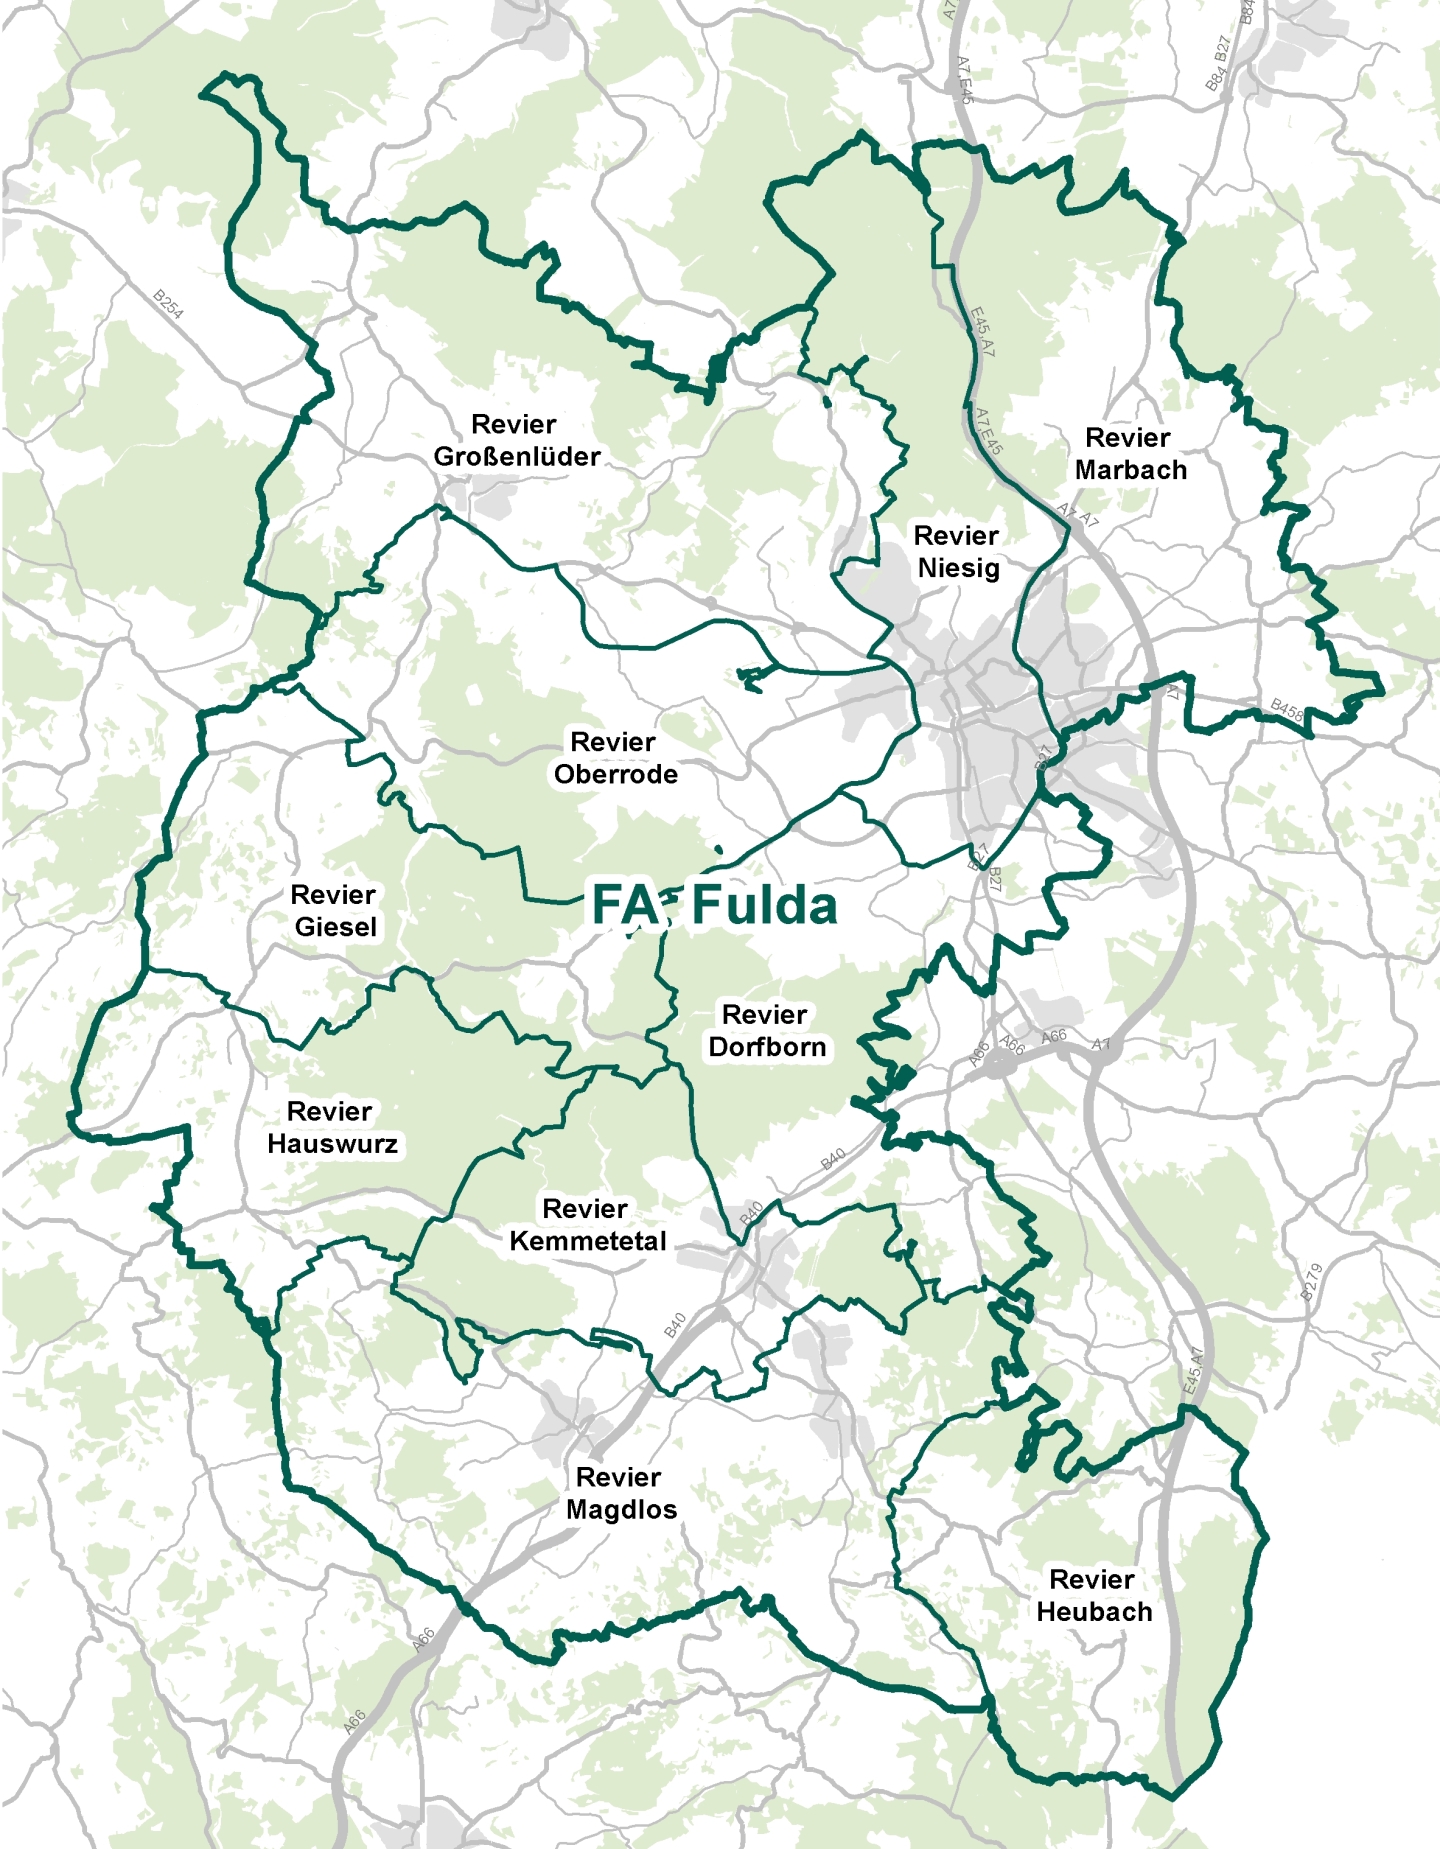 A7
B84
A7,E45
B84 B27
B254
E45,A7
A7,E45
Revier
Großenlüder
Revier
Marbach
A7 A7
Revier
Niesig
A7
B458
Revier
Oberrode
B27
B27
B27
Revier
Giesel
FA Fulda
Revier
Dorfborn
A66
A66
A66
A7
Revier
Hauswurz
B40
Revier
Kemmetetal
B40
B279
B40
E45,A7
Revier
Magdlos
Revier
Heubach
A66
A66